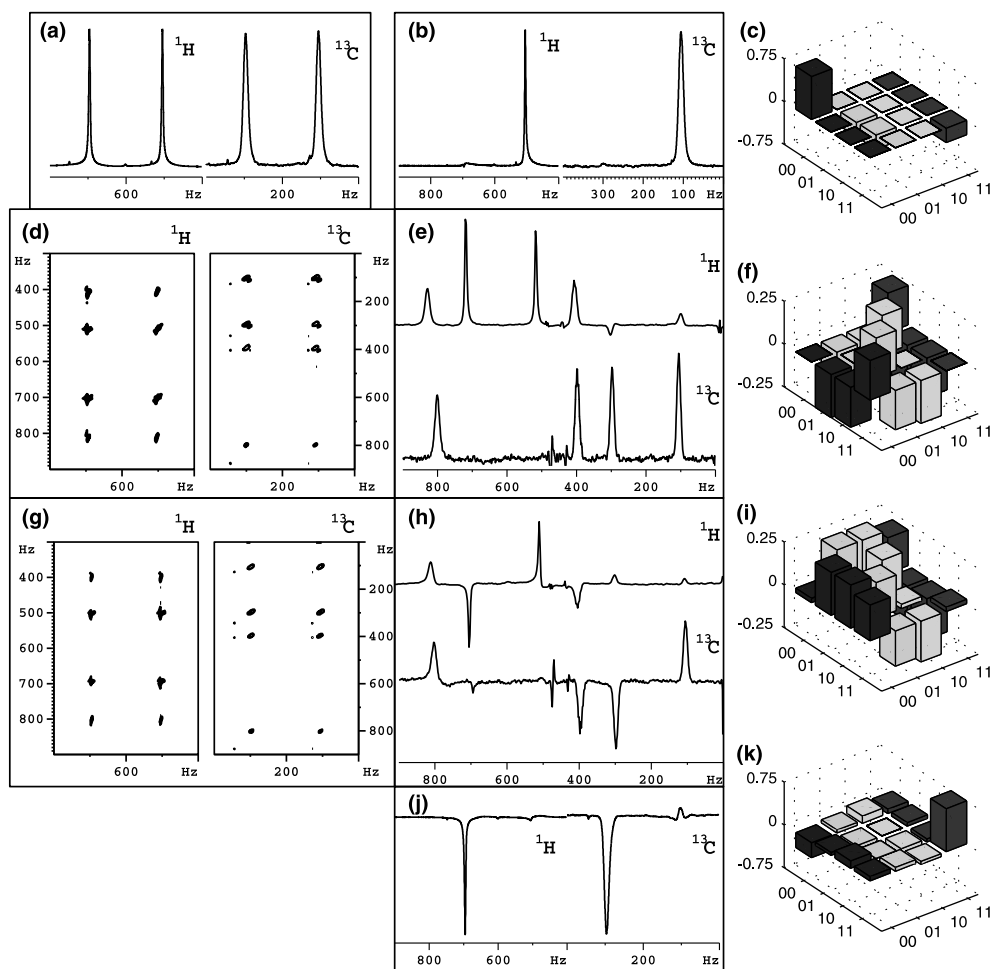 (a) ¹H ¹³C
600 Hz 200 Hz
(b) ¹H ¹³C
800 600 Hz 300 200 100 Hz
(c)
0.75
0
-0.75
00 01 10 11
00 01 10 11
(d) ¹H ¹³C
Hz
400
500
600
700
800
600 Hz
Hz
200
400
600
800
200 Hz
(e) ¹H
¹³C
800 600 400 200 Hz
(f)
0.25
0
-0.25
00 01 10 11
00 01 10 11
(g) ¹H ¹³C
Hz
400
500
600
700
800
600 Hz
Hz
200
400
600
800
200 Hz
(h) ¹H
¹³C
800 600 400 200 Hz
(i)
0.25
0
-0.25
00 01 10 11
00 01 10 11
(j) ¹H ¹³C
800 600 Hz 200 Hz
(k)
0.75
0
-0.75
00 01 10 11
00 01 10 11